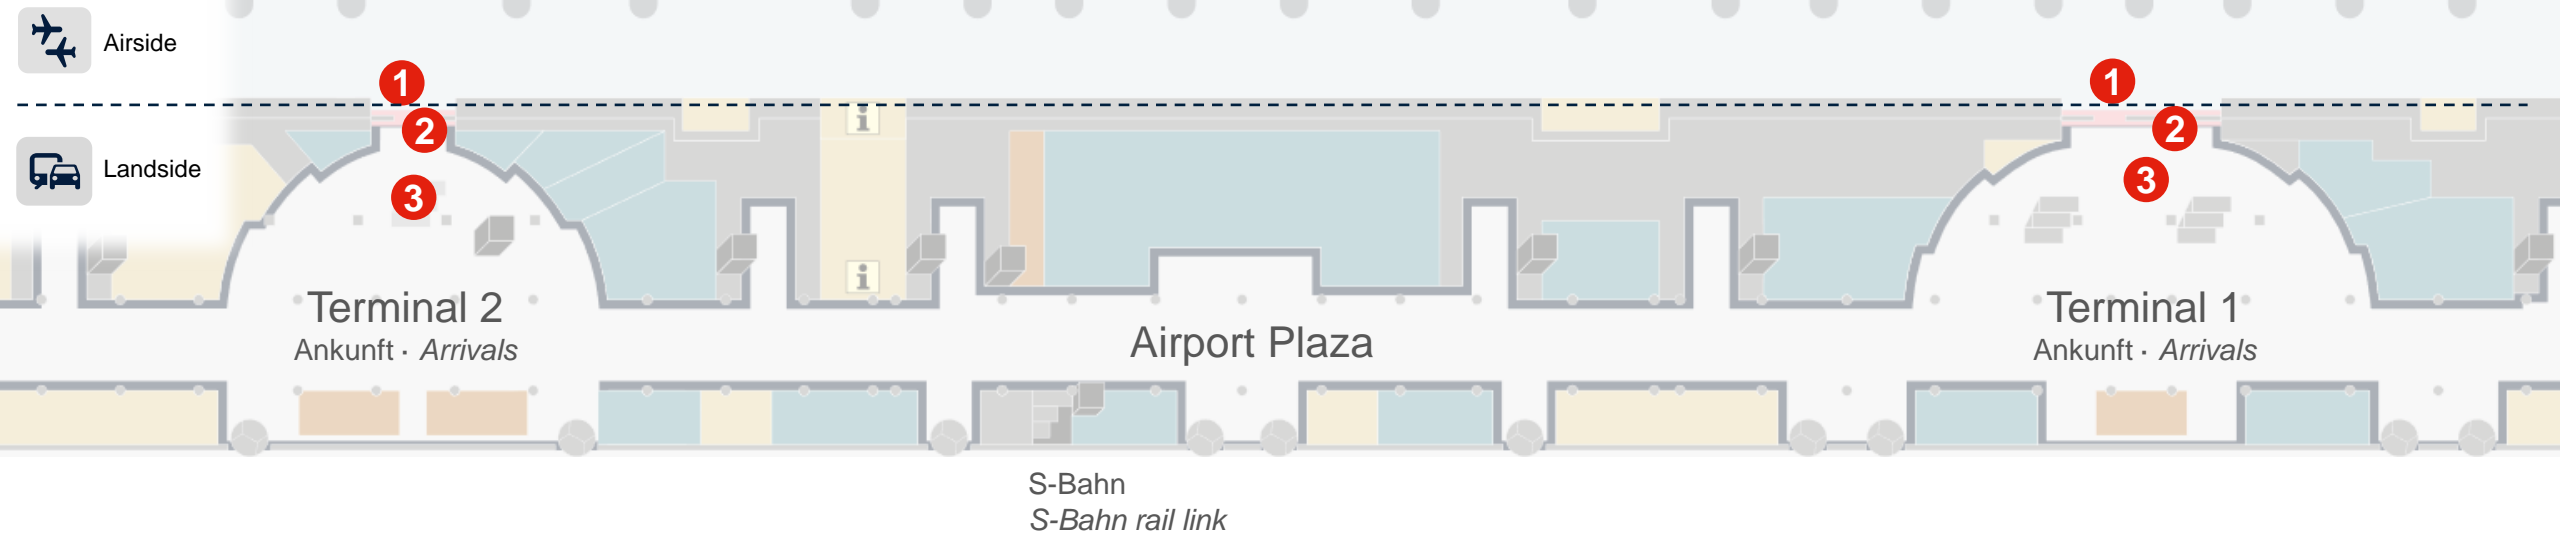 Airside
Landside
1
2
3
1
2
3
i
i
Terminal 2
Ankunft · Arrivals
Airport Plaza
Terminal 1
Ankunft · Arrivals
S-Bahn
S-Bahn rail link